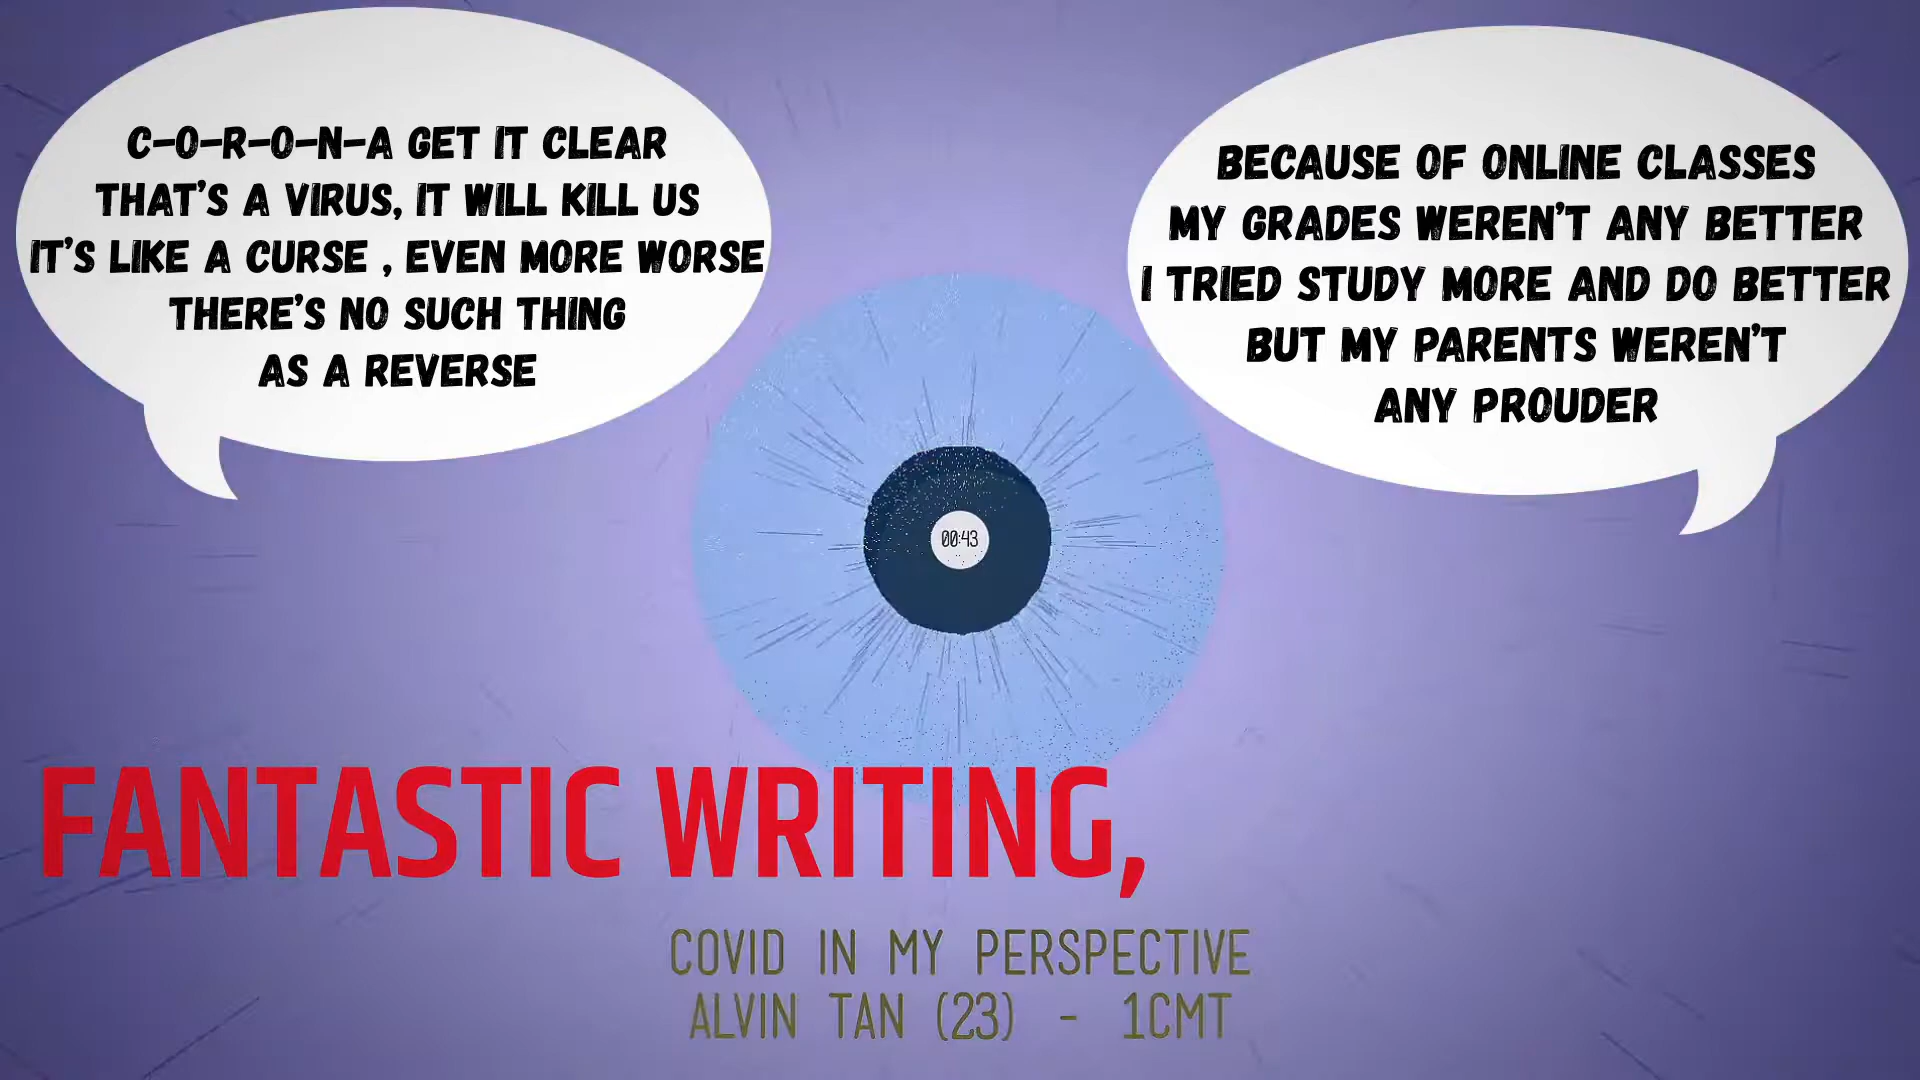 C-O-R-O-N-A GET IT CLEAR
THAT'S A VIRUS, IT WILL KILL US
IT'S LIKE A CURSE , EVEN MORE WORSE
THERE'S NO SUCH THING
AS A REVERSE
BECAUSE OF ONLINE CLASSES
MY GRADES WEREN'T ANY BETTER
I TRIED STUDY MORE AND DO BETTER
BUT MY PARENTS WEREN'T
ANY PROUDER
00:43
FANTASTIC WRITING,
COVID IN MY PERSPECTIVE
ALVIN TAN (23) - 1CMT